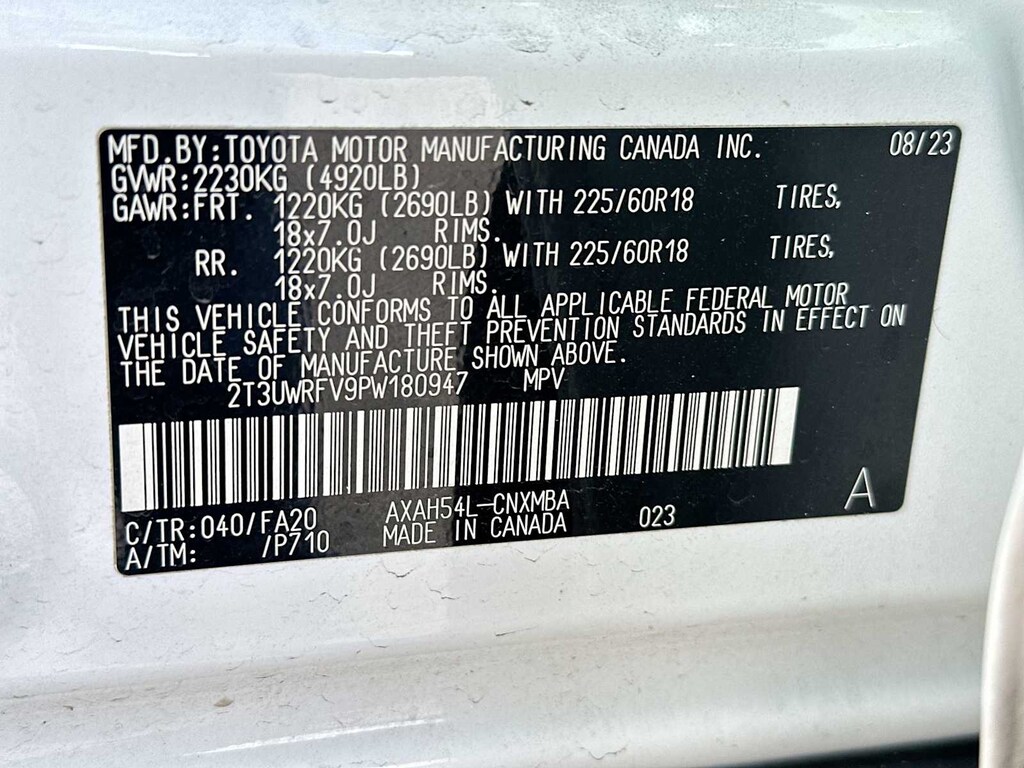 MFD.BY:TOYOTA MOTOR MANUFACTURING CANADA INC. 08/23
GVWR:2230KG (4920LB)
GAWR:FRT. 1220KG (2690LB) WITH 225/60R18 TIRES,
18x7.0J RIMS.
RR. 1220KG (2690LB) WITH 225/60R18 TIRES,
18x7.0J RIMS.
THIS VEHICLE CONFORMS TO ALL APPLICABLE FEDERAL MOTOR
VEHICLE SAFETY AND THEFT PREVENTION STANDARDS IN EFFECT ON
THE DATE OF MANUFACTURE SHOWN ABOVE.
2T3UWRFV9PW180947 MPV
C/TR:040/FA20 AXAH54L-CNXMBA A
A/TM: /P710 MADE IN CANADA 023